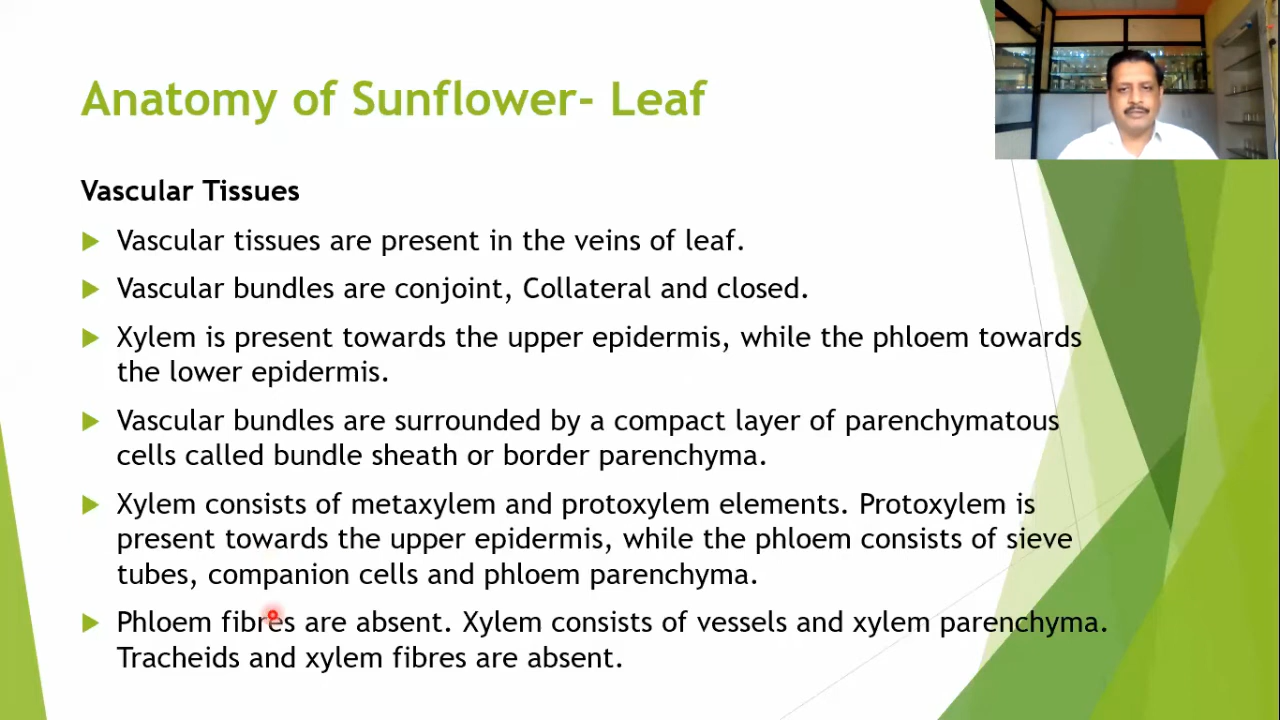 Anatomy of Sunflower- Leaf
Vascular Tissues
Vascular tissues are present in the veins of leaf.
Vascular bundles are conjoint, Collateral and closed.
Xylem is present towards the upper epidermis, while the phloem towards
the lower epidermis.
Vascular bundles are surrounded by a compact layer of parenchymatous
cells called bundle sheath or border parenchyma.
Xylem consists of metaxylem and protoxylem elements. Protoxylem is
present towards the upper epidermis, while the phloem consists of sieve
tubes, companion cells and phloem parenchyma.
Phloem fibres are absent. Xylem consists of vessels and xylem parenchyma.
Tracheids and xylem fibres are absent.